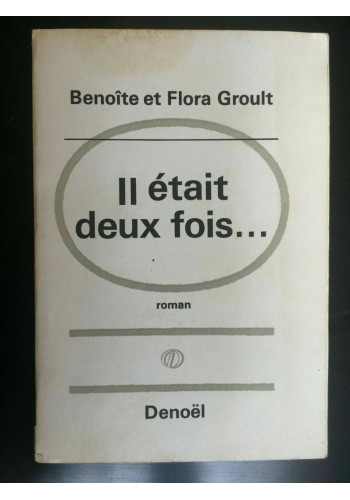 Benoîte et Flora Groult
Il était
deux fois...
roman
Denoël